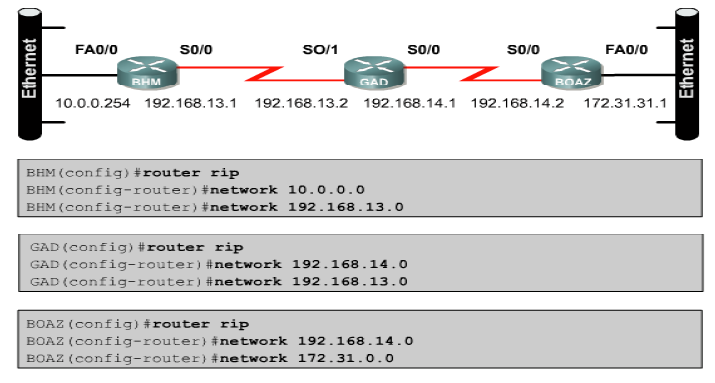 FA0/0 S0/0 SO/1 S0/0 S0/0 FA0/0
Ethernet BHM GAD BOAZ Ethernet
10.0.0.254 192.168.13.1 192.168.13.2 192.168.14.1 192.168.14.2 172.31.31.1
BHM(config)#router rip
BHM(config-router)#network 10.0.0.0
BHM(config-router)#network 192.168.13.0
GAD(config)#router rip
GAD(config-router)#network 192.168.14.0
GAD(config-router)#network 192.168.13.0
BOAZ(config)#router rip
BOAZ(config-router)#network 192.168.14.0
BOAZ(config-router)#network 172.31.0.0